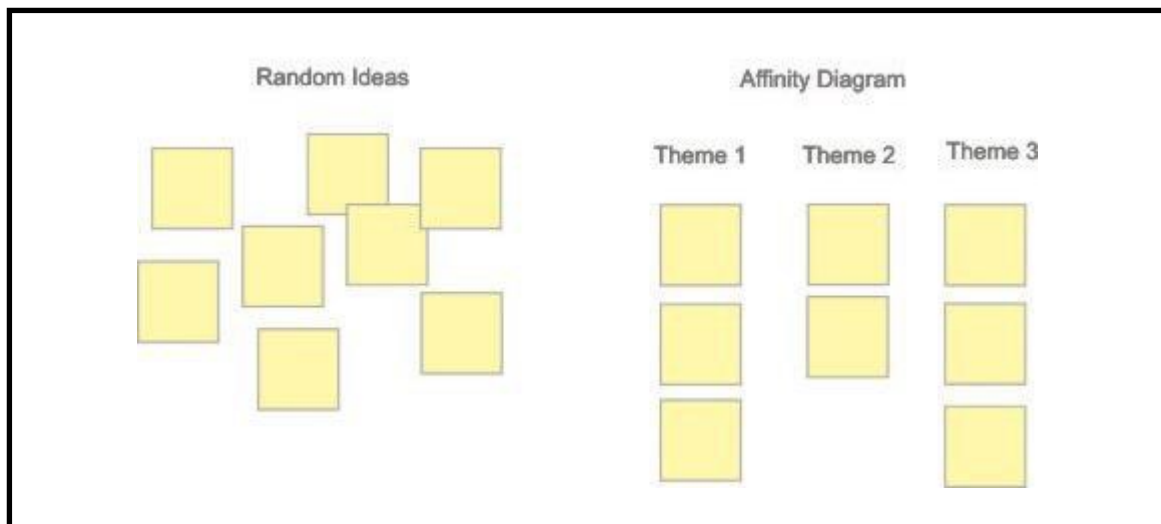 Random Ideas
Affinity Diagram
Theme 1
Theme 2
Theme 3